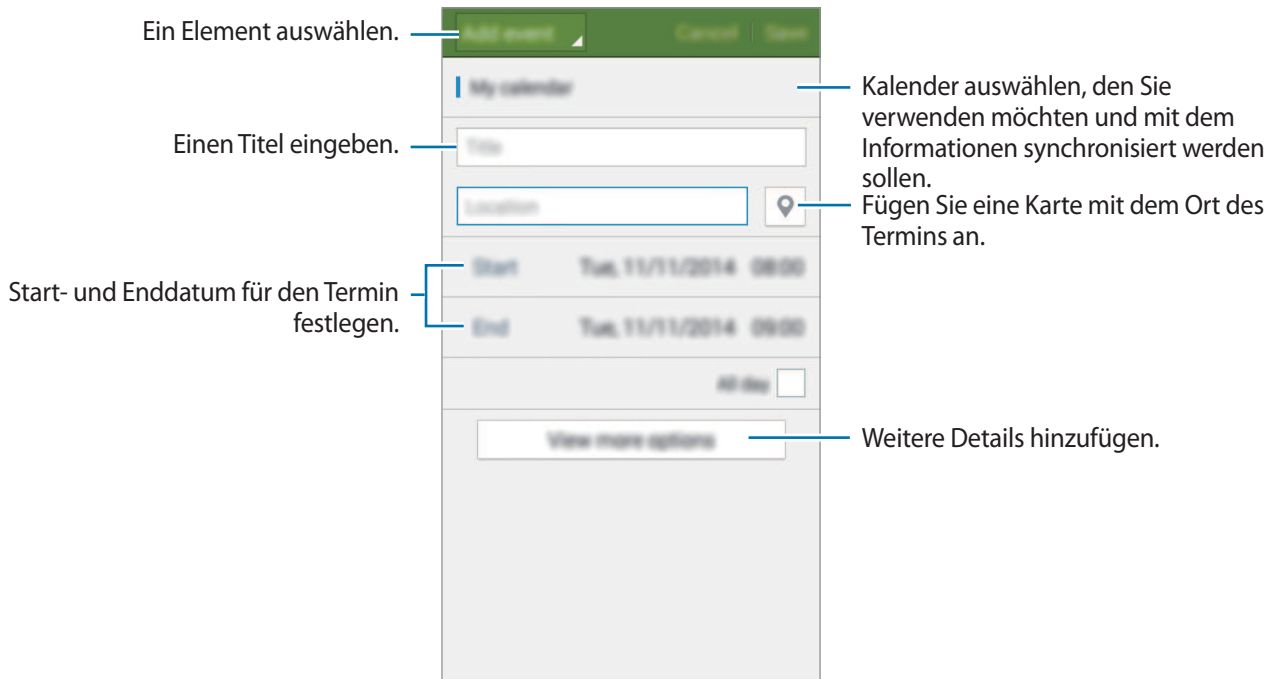 Ein Element auswählen.
Add event
Cancel
Save
My calendar
Kalender auswählen, den Sie
verwenden möchten und mit dem
Informationen synchronisiert werden
sollen.
Einen Titel eingeben.
Title
Location
Fügen Sie eine Karte mit dem Ort des
Termins an.
Start- und Enddatum für den Termin
festlegen.
Start Tue, 11/11/2014 08:00
End Tue, 11/11/2014 09:00
All day
View more options
Weitere Details hinzufügen.